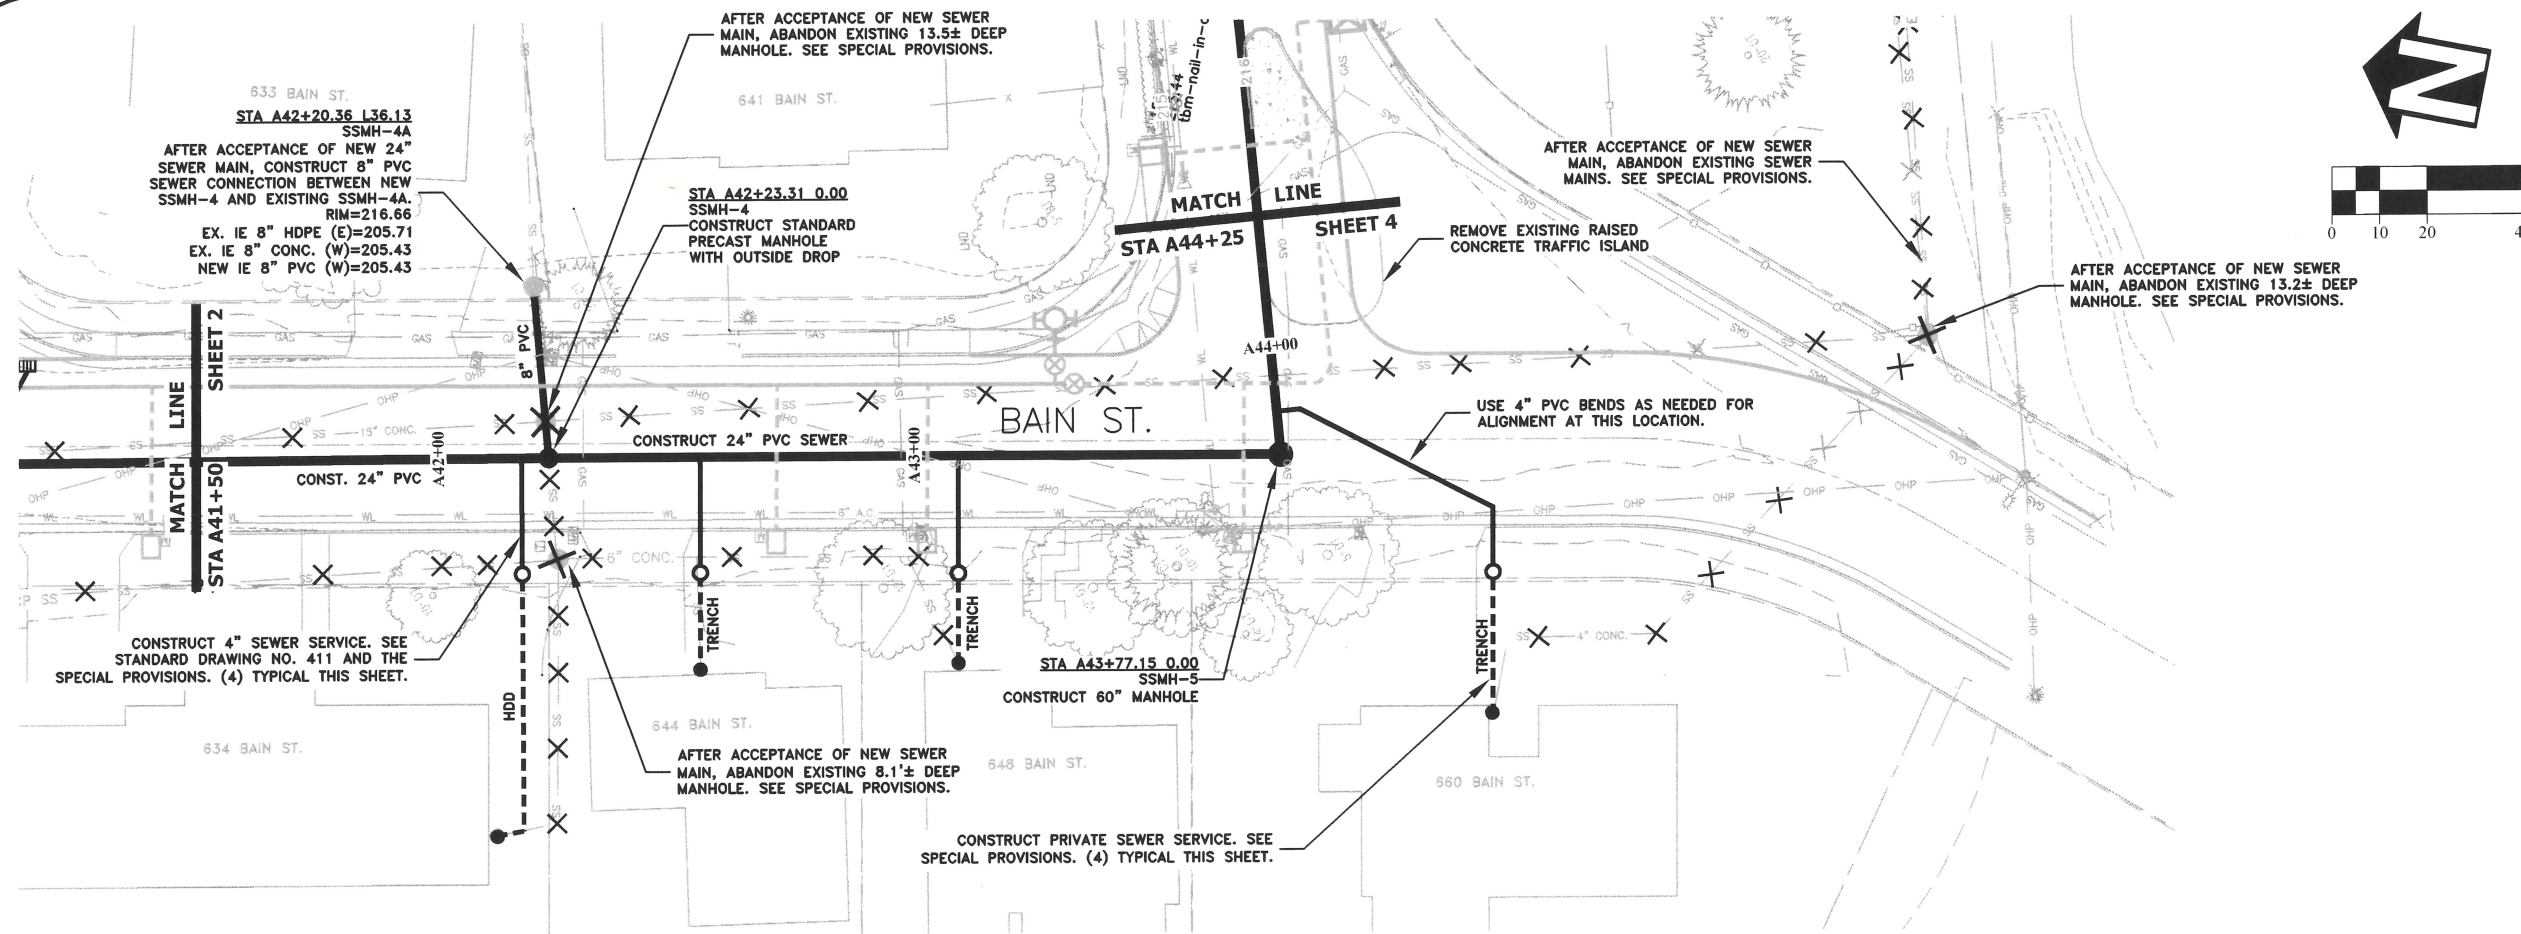 AFTER ACCEPTANCE OF NEW SEWER
MAIN, ABANDON EXISTING 13.5± DEEP
MANHOLE. SEE SPECIAL PROVISIONS.
633 BAIN ST.
641 BAIN ST.
STA A42+20.36 L36.13
SSMH-4A
AFTER ACCEPTANCE OF NEW 24"
SEWER MAIN, CONSTRUCT 8" PVC
SEWER CONNECTION BETWEEN NEW
SSMH-4 AND EXISTING SSMH-4A.
RIM=216.66
EX. IE 8" HDPE (E)=205.71
EX. IE 8" CONC. (W)=205.43
NEW IE 8" PVC (W)=205.43
STA A42+23.31 0.00
SSMH-4
CONSTRUCT STANDARD
PRECAST MANHOLE
WITH OUTSIDE DROP
MATCH LINE
STA A44+25
SHEET 4
REMOVE EXISTING RAISED
CONCRETE TRAFFIC ISLAND
AFTER ACCEPTANCE OF NEW SEWER
MAIN, ABANDON EXISTING SEWER
MAINS. SEE SPECIAL PROVISIONS.
AFTER ACCEPTANCE OF NEW SEWER
MAIN, ABANDON EXISTING 13.2± DEEP
MANHOLE. SEE SPECIAL PROVISIONS.
N
0 10 20
MATCH LINE
STA A41+50
SHEET 2
8" PVC
A44+00
15" CONC.
A42+00
CONST. 24" PVC
CONSTRUCT 24" PVC SEWER
A43+00
BAIN ST.
USE 4" PVC BENDS AS NEEDED FOR
ALIGNMENT AT THIS LOCATION.
6" A.C.
6" CONC.
4" CONC.
CONSTRUCT 4" SEWER SERVICE. SEE
STANDARD DRAWING NO. 411 AND THE
SPECIAL PROVISIONS. (4) TYPICAL THIS SHEET.
HDD
TRENCH
TRENCH
TRENCH
STA A43+77.15 0.00
SSMH-5
CONSTRUCT 60" MANHOLE
634 BAIN ST.
644 BAIN ST.
648 BAIN ST.
660 BAIN ST.
AFTER ACCEPTANCE OF NEW SEWER
MAIN, ABANDON EXISTING 8.1'± DEEP
MANHOLE. SEE SPECIAL PROVISIONS.
CONSTRUCT PRIVATE SEWER SERVICE. SEE
SPECIAL PROVISIONS. (4) TYPICAL THIS SHEET.